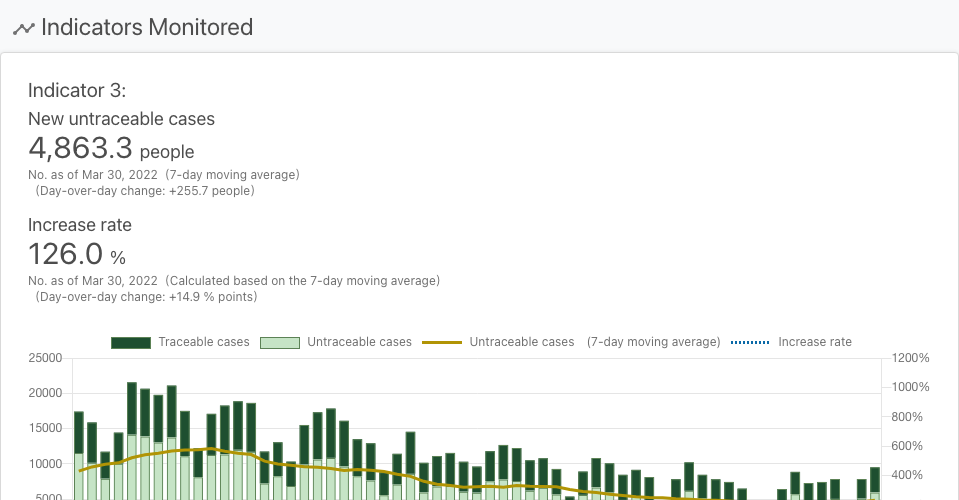 Indicators Monitored
Indicator 3:
New untraceable cases
4,863.3 people
No. as of Mar 30, 2022 (7-day moving average)
(Day-over-day change: +255.7 people)
Increase rate
126.0 %
No. as of Mar 30, 2022 (Calculated based on the 7-day moving average)
(Day-over-day change: +14.9 % points)
Traceable cases Untraceable cases Untraceable cases (7-day moving average) Increase rate
25000 1200%
20000 1000%
800%
15000
600%
10000
400%
5000